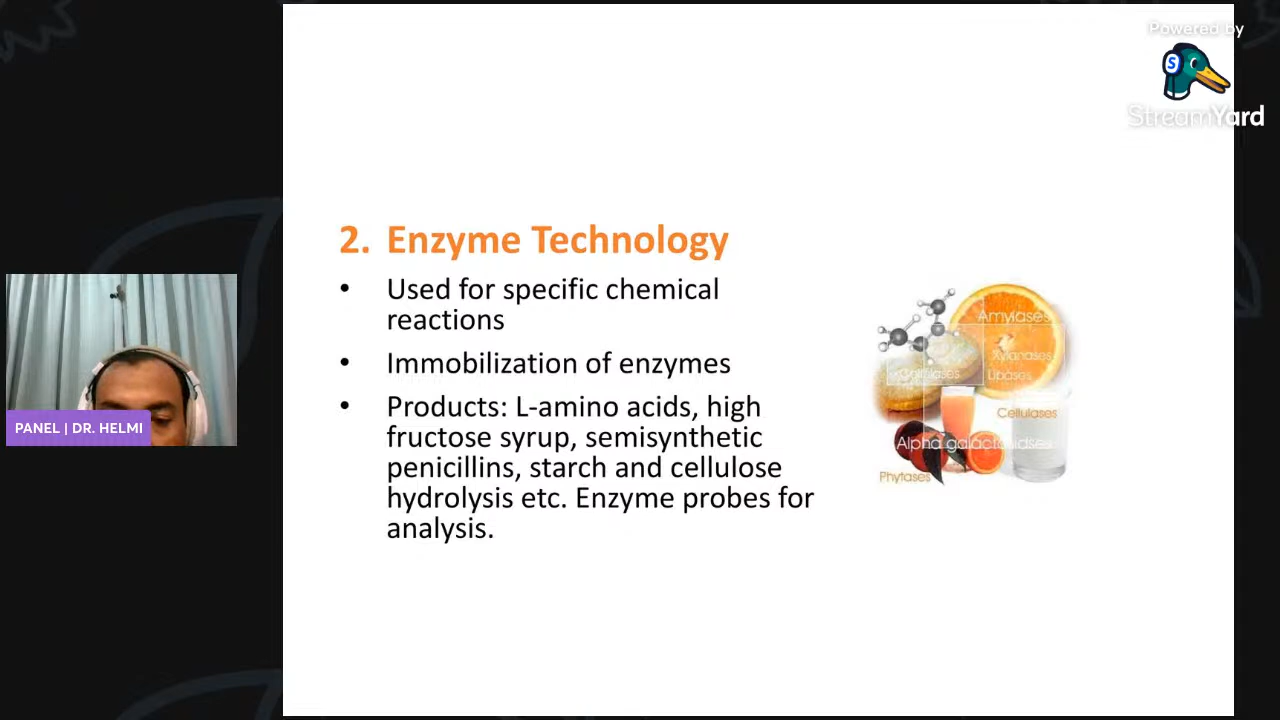 Powered by
StreamYard
2. Enzyme Technology
• Used for specific chemical
reactions
• Immobilization of enzymes
• Products: L-amino acids, high
fructose syrup, semisynthetic
penicillins, starch and cellulose
hydrolysis etc. Enzyme probes for
analysis.
Amylases
Xylanases
Lipases
Cellulases
Alpha galactosidses
Phytases
PANEL | DR. HELMI